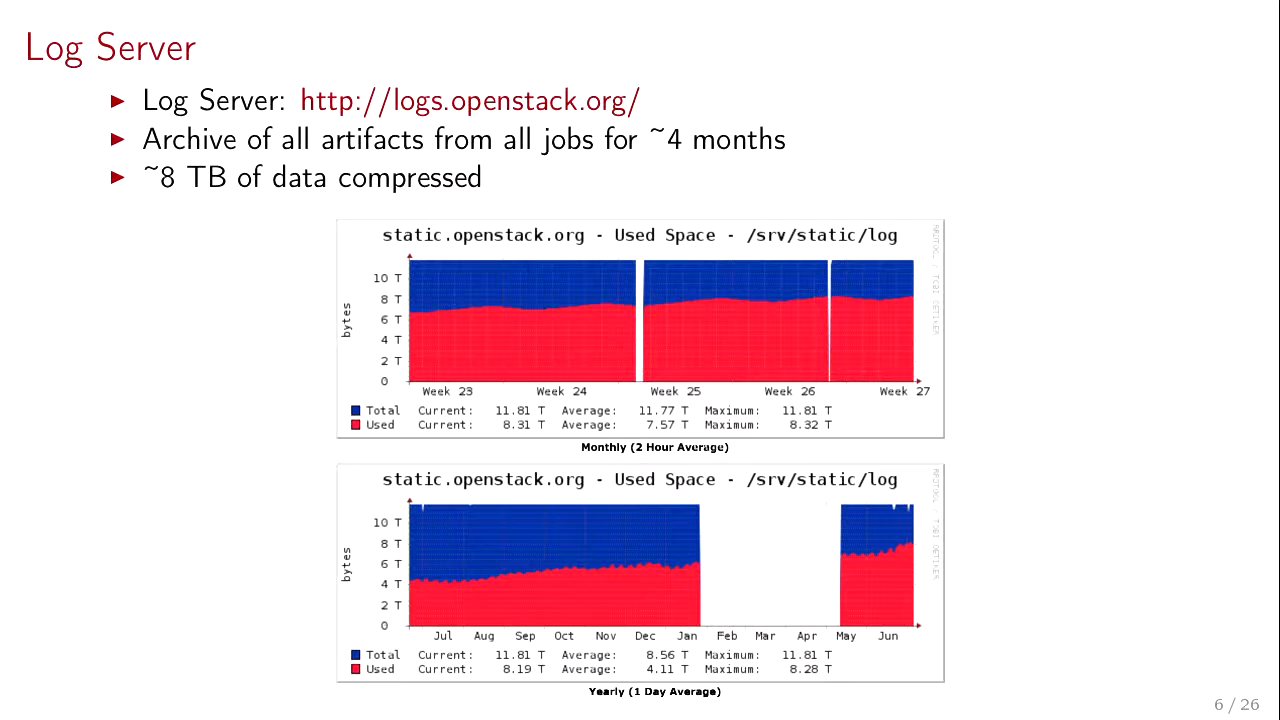 Log Server
Log Server: http://logs.openstack.org/
Archive of all artifacts from all jobs for ~4 months
~8 TB of data compressed
static.openstack.org - Used Space - /srv/static/log
bytes
10 T
8 T
6 T
4 T
2 T
0
Week 23 Week 24 Week 25 Week 26 Week 27
Total Current: 11.81 T Average: 11.77 T Maximum: 11.81 T
Used Current: 8.31 T Average: 7.57 T Maximum: 8.32 T
Monthly (2 Hour Average)
static.openstack.org - Used Space - /srv/static/log
bytes
10 T
8 T
6 T
4 T
2 T
0
Jul Aug Sep Oct Nov Dec Jan Feb Mar Apr May Jun
Total Current: 11.81 T Average: 8.56 T Maximum: 11.81 T
Used Current: 8.19 T Average: 4.11 T Maximum: 8.28 T
Yearly (1 Day Average)
6 / 26